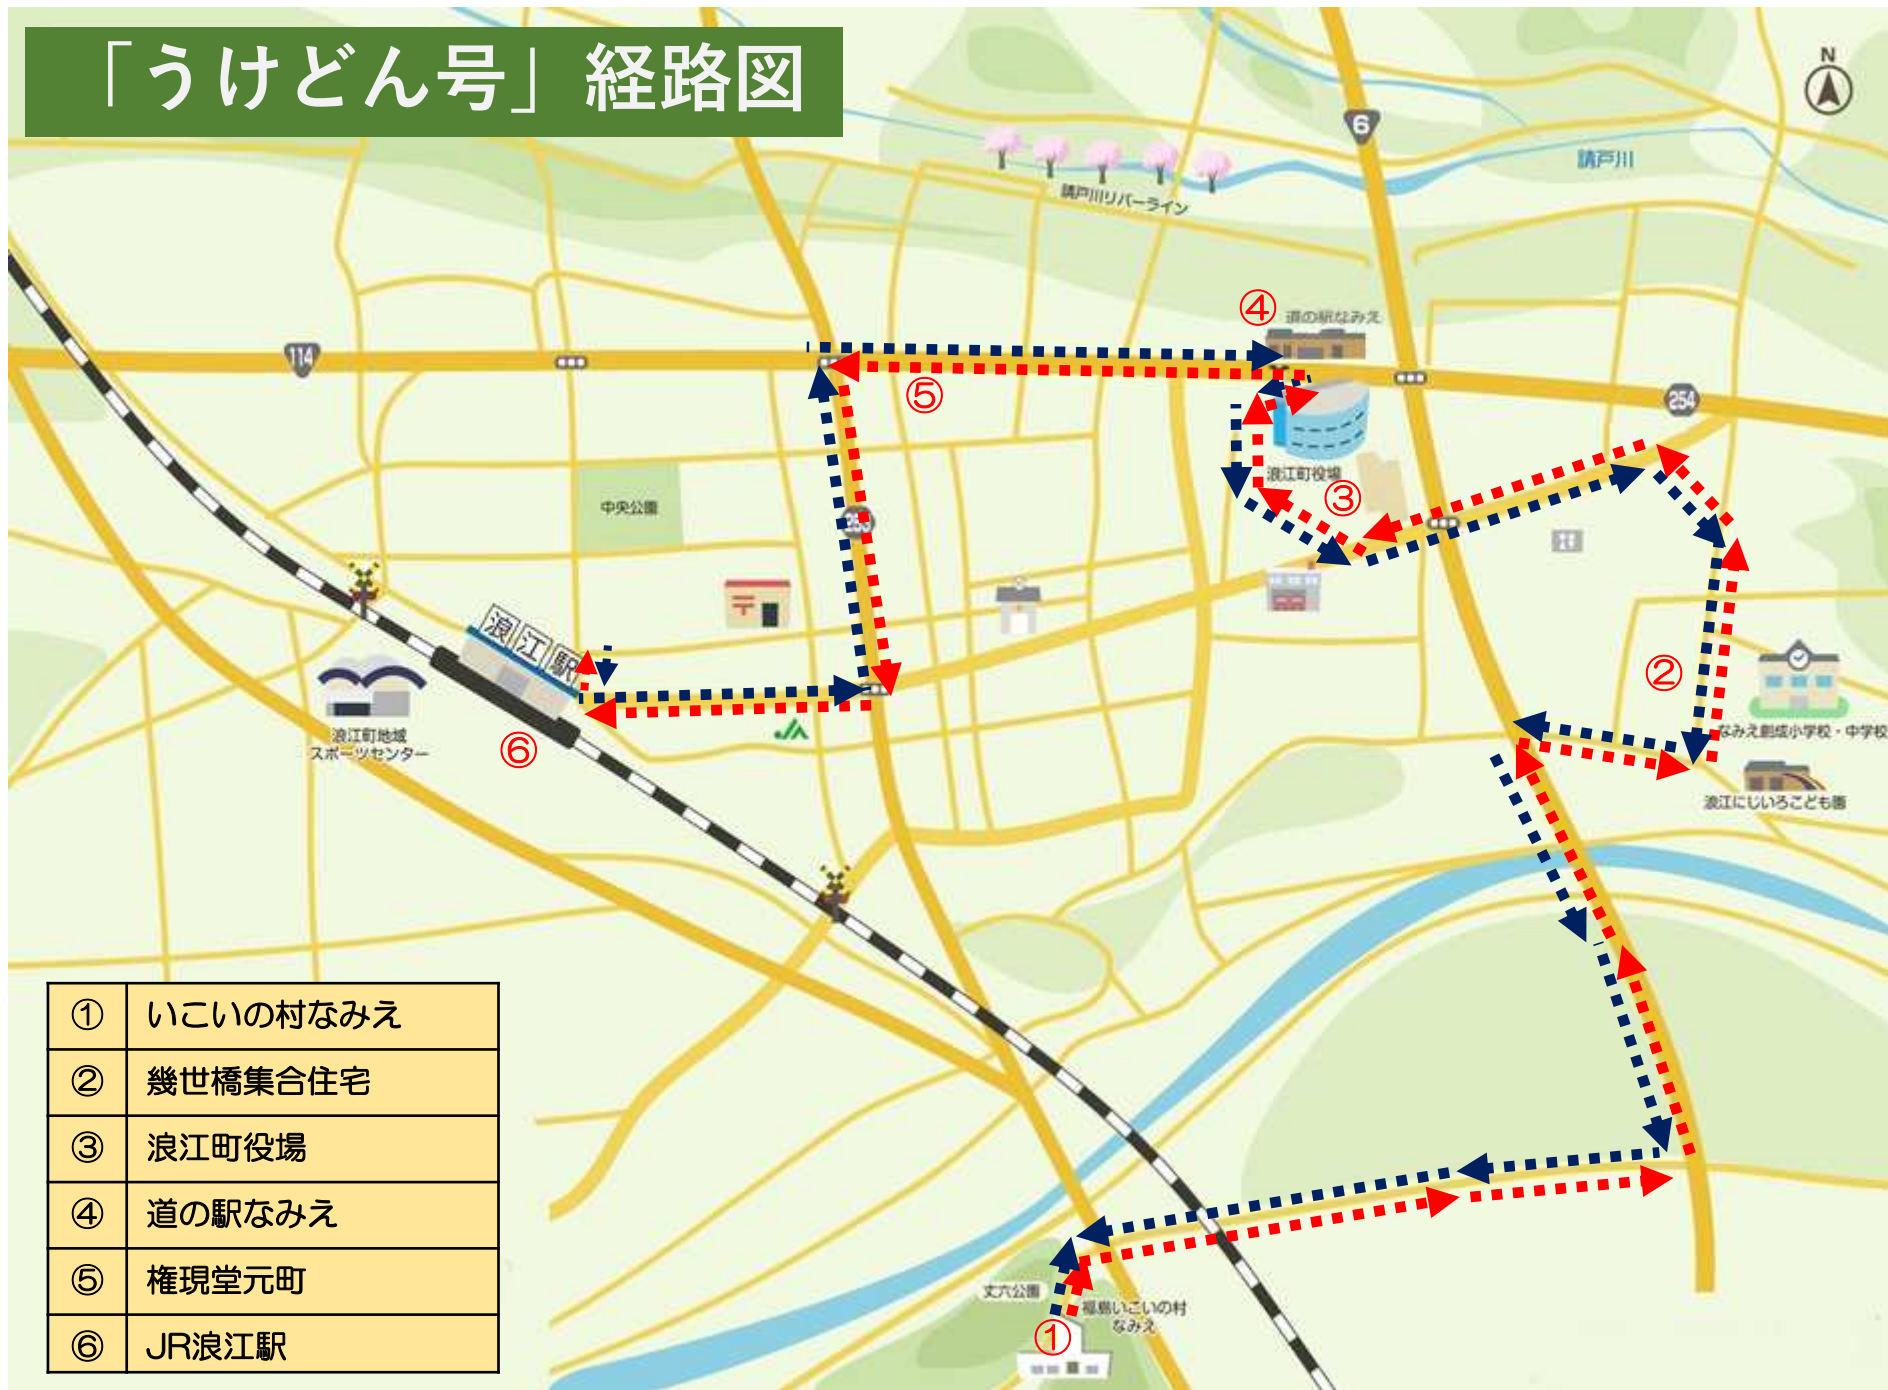 「うけどん号」経路図
N
6
請戸川
請戸川リバーライン
④
道の駅なみえ
114
⑤
254
浪江町役場
③
中央公園
253
浪江駅
②
なみえ創成小学校・中学校
浪江町地域
スポーツセンター
⑥
JA
浪江にじいろこども園
丈六公園
福島いこいの村
なみえ
①
① いこいの村なみえ
② 幾世橋集合住宅
③ 浪江町役場
④ 道の駅なみえ
⑤ 権現堂元町
⑥ JR浪江駅